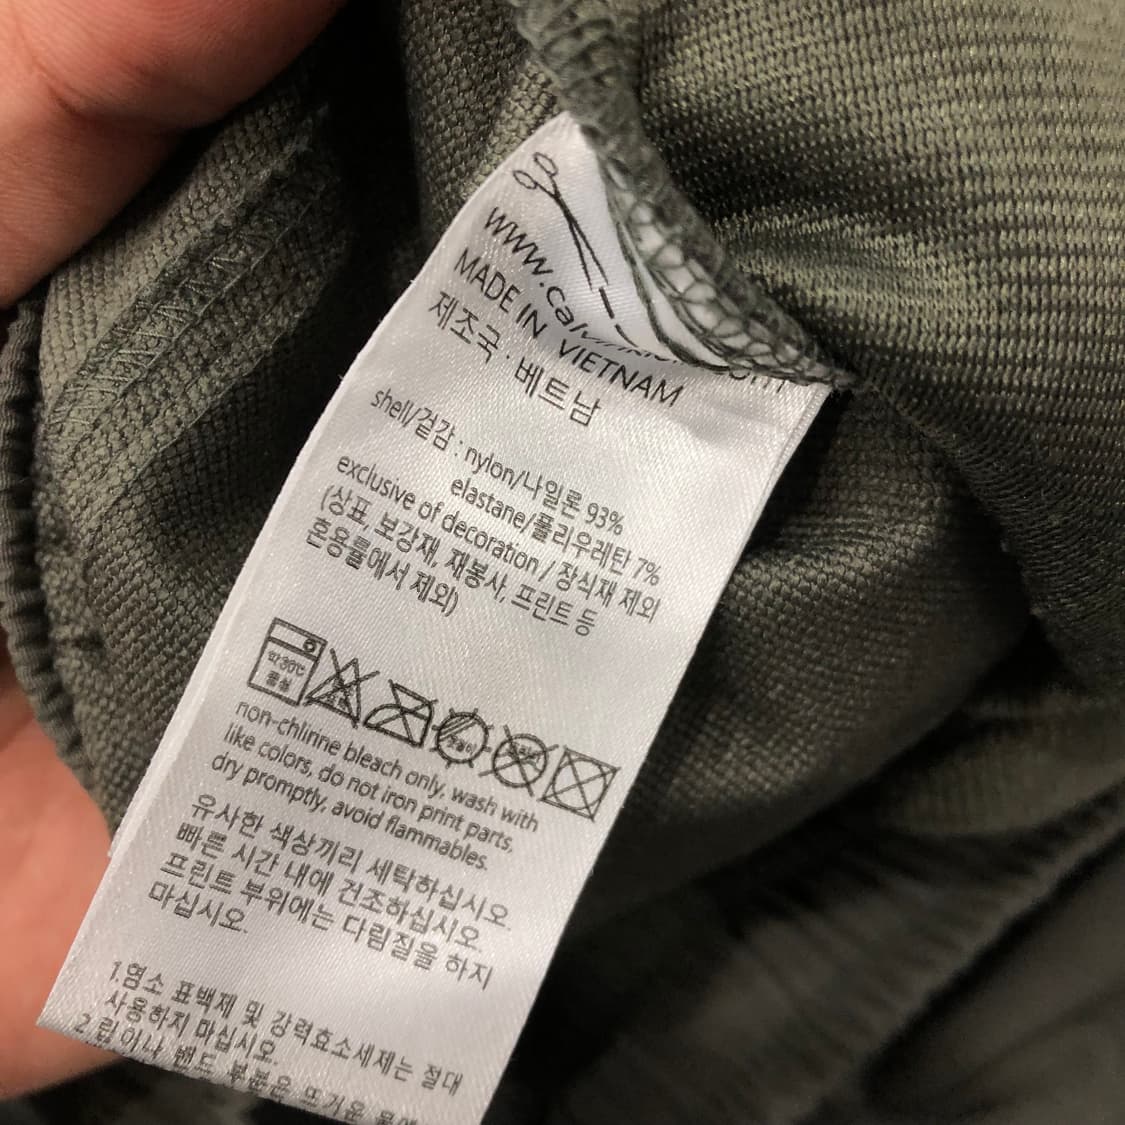 MADE IN VIETNAM
제조국 · 베트남
shell/겉감 : nylon/나일론 93%
elastane/폴리우레탄 7%
exclusive of decoration / 장식재 제외
(상표, 보강재, 재봉사, 프린트 등
혼용률에서 제외)
약 30℃
중성
non-chlinne bleach only. wash with
like colors, do not iron print parts.
dry promptly, avoid flammables.
유사한 색상끼리 세탁하십시오.
빠른 시간 내에 건조하십시오.
프린트 부위에는 다림질을 하지
마십시오.
1.염소 표백제 및 강력효소세제는 절대
사용하지 마십시오.